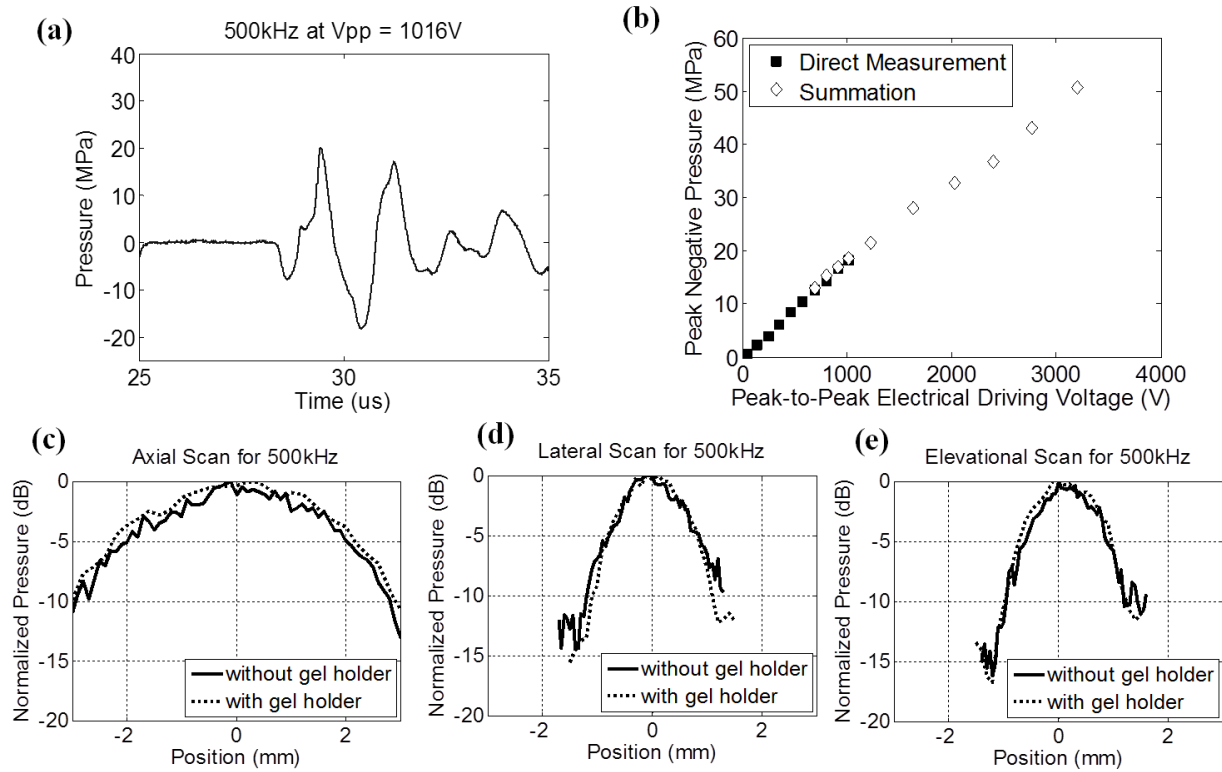 (a)
500kHz at Vpp = 1016V
Pressure (MPa)
40
30
20
10
0
-10
-20
25
30
35
Time (us)
(b)
Peak Negative Pressure (MPa)
60
50
40
30
20
10
0
Direct Measurement
Summation
0
1000
2000
3000
4000
Peak-to-Peak Electrical Driving Voltage (V)
(c)
Axial Scan for 500kHz
Normalized Pressure (dB)
0
-5
-10
-15
-20
without gel holder
with gel holder
-2
0
2
Position (mm)
(d)
Lateral Scan for 500kHz
Normalized Pressure (dB)
0
-5
-10
-15
-20
without gel holder
with gel holder
-2
0
2
Position (mm)
(e)
Elevational Scan for 500kHz
Normalized Pressure (dB)
0
-5
-10
-15
-20
without gel holder
with gel holder
-2
0
2
Position (mm)